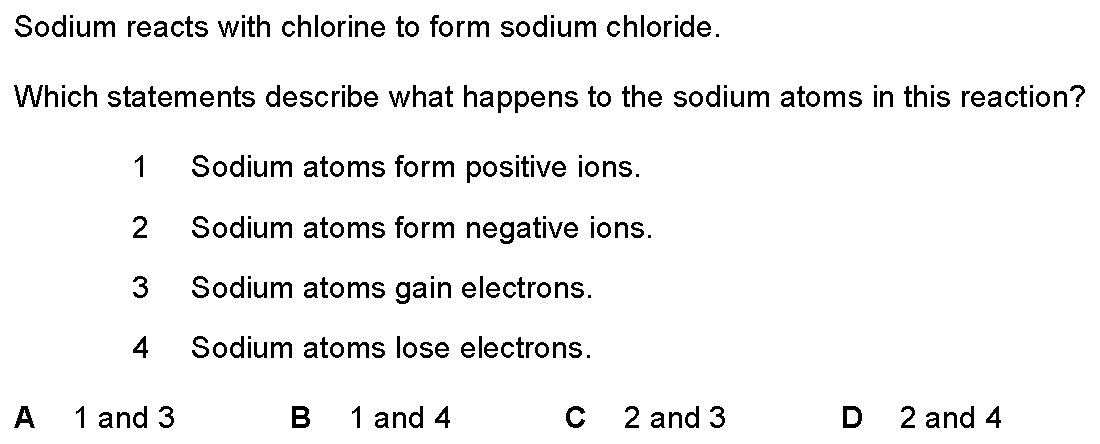 Sodium reacts with chlorine to form sodium chloride.
Which statements describe what happens to the sodium atoms in this reaction?
1 Sodium atoms form positive ions.
2 Sodium atoms form negative ions.
3 Sodium atoms gain electrons.
4 Sodium atoms lose electrons.
A 1 and 3 B 1 and 4 C 2 and 3 D 2 and 4